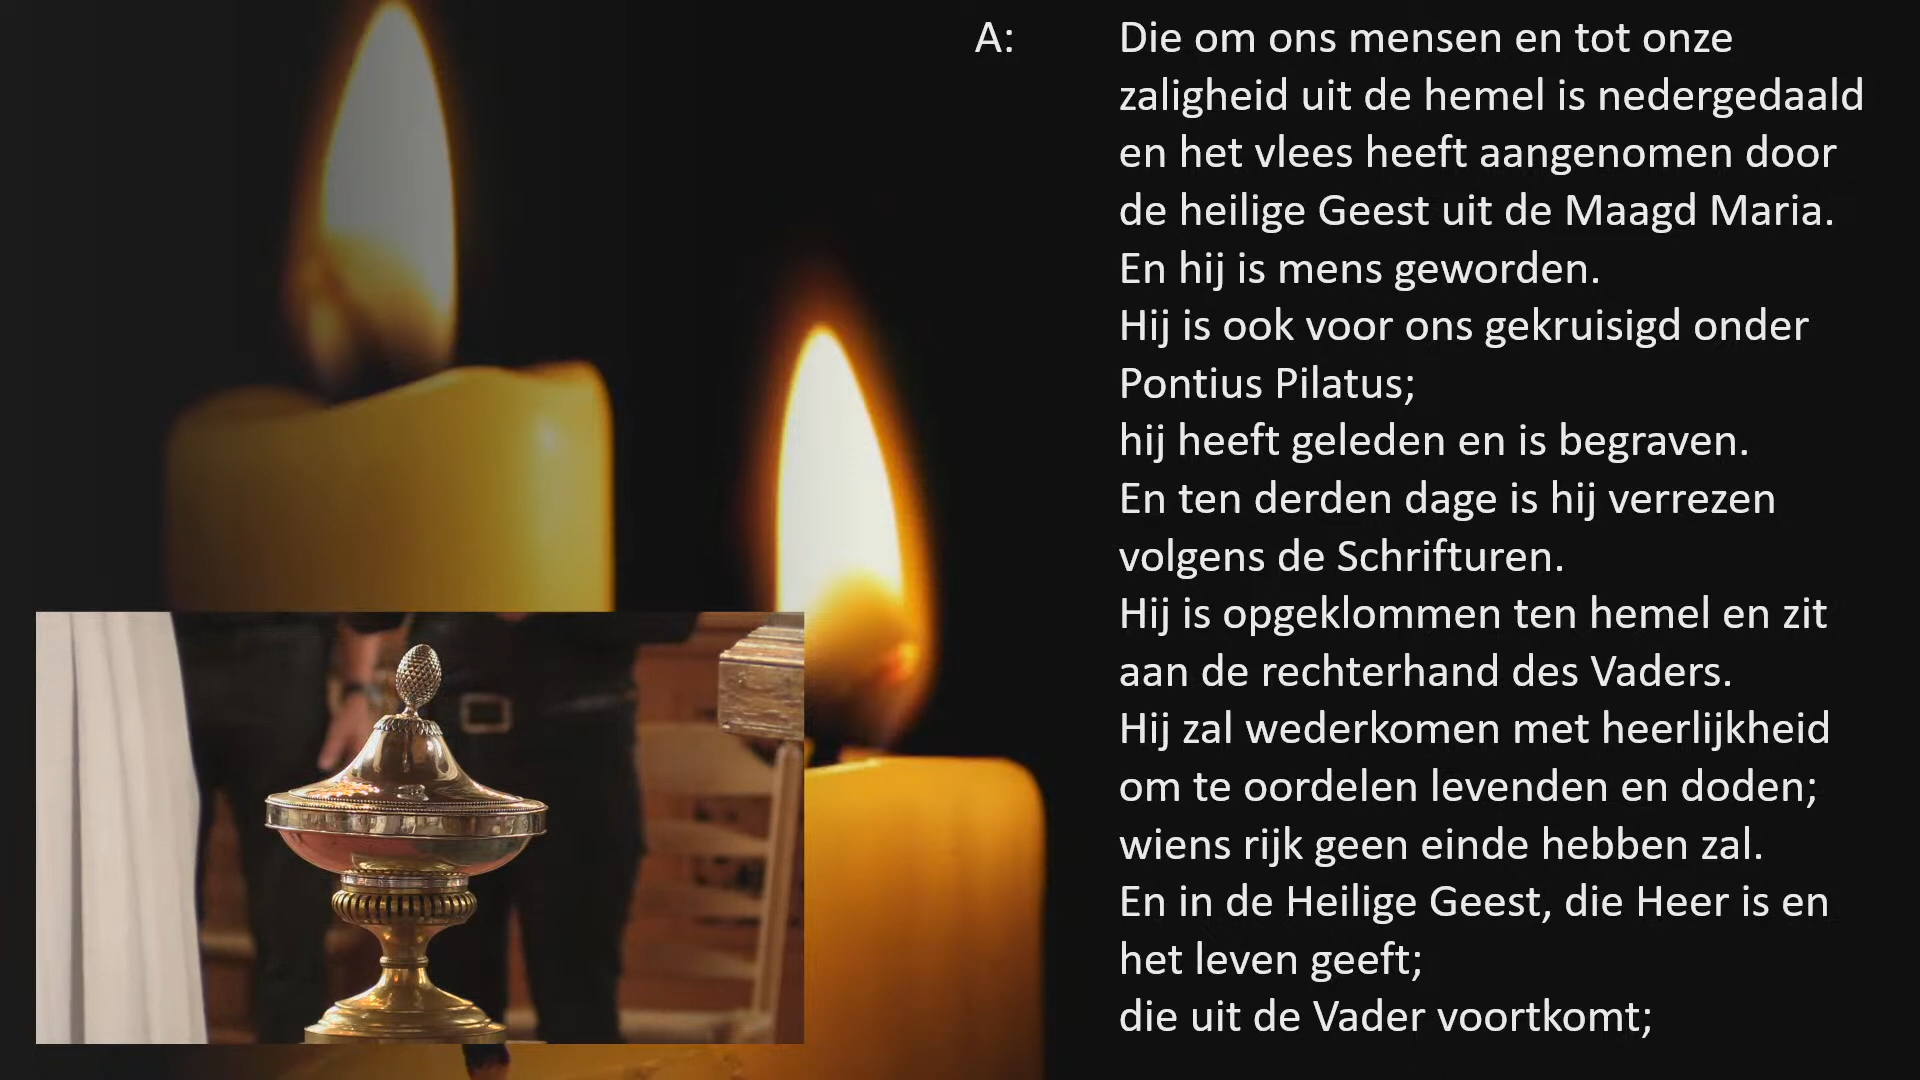 A:
Die om ons mensen en tot onze
zaligheid uit de hemel is nedergedaald
en het vlees heeft aangenomen door
de heilige Geest uit de Maagd Maria.
En hij is mens geworden.
Hij is ook voor ons gekruisigd onder
Pontius Pilatus;
hij heeft geleden en is begraven.
En ten derden dage is hij verrezen
volgens de Schrifturen.
Hij is opgeklommen ten hemel en zit
aan de rechterhand des Vaders.
Hij zal wederkomen met heerlijkheid
om te oordelen levenden en doden;
wiens rijk geen einde hebben zal.
En in de Heilige Geest, die Heer is en
het leven geeft;
die uit de Vader voortkomt;